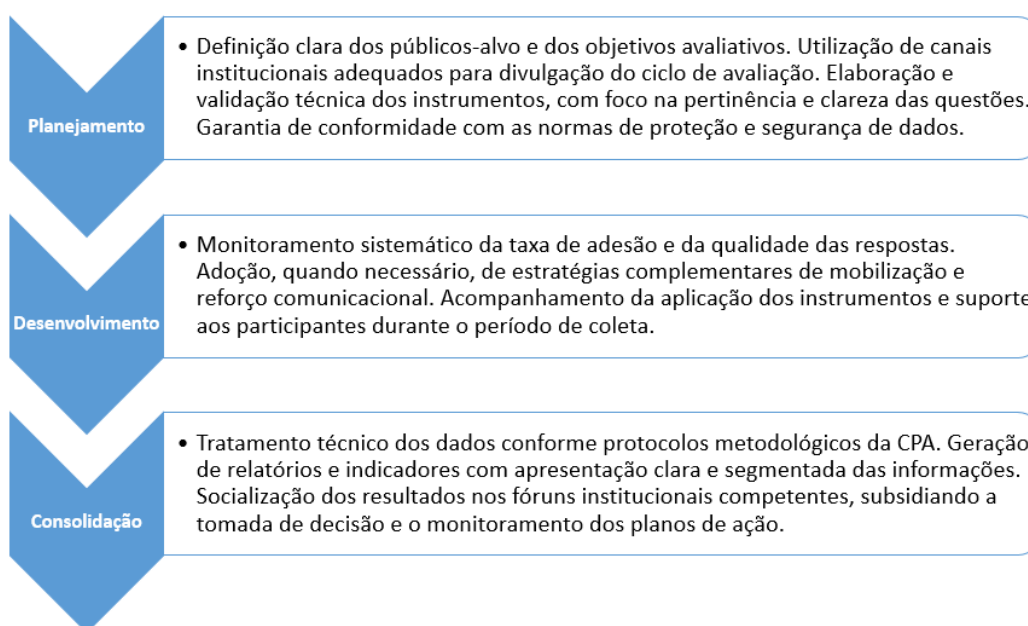 Planejamento
• Definição clara dos públicos-alvo e dos objetivos avaliativos. Utilização de canais
institucionais adequados para divulgação do ciclo de avaliação. Elaboração e
validação técnica dos instrumentos, com foco na pertinência e clareza das questões.
Garantia de conformidade com as normas de proteção e segurança de dados.
Desenvolvimento
• Monitoramento sistemático da taxa de adesão e da qualidade das respostas.
Adoção, quando necessário, de estratégias complementares de mobilização e
reforço comunicacional. Acompanhamento da aplicação dos instrumentos e suporte
aos participantes durante o período de coleta.
Consolidação
• Tratamento técnico dos dados conforme protocolos metodológicos da CPA. Geração
de relatórios e indicadores com apresentação clara e segmentada das informações.
Socialização dos resultados nos fóruns institucionais competentes, subsidiando a
tomada de decisão e o monitoramento dos planos de ação.